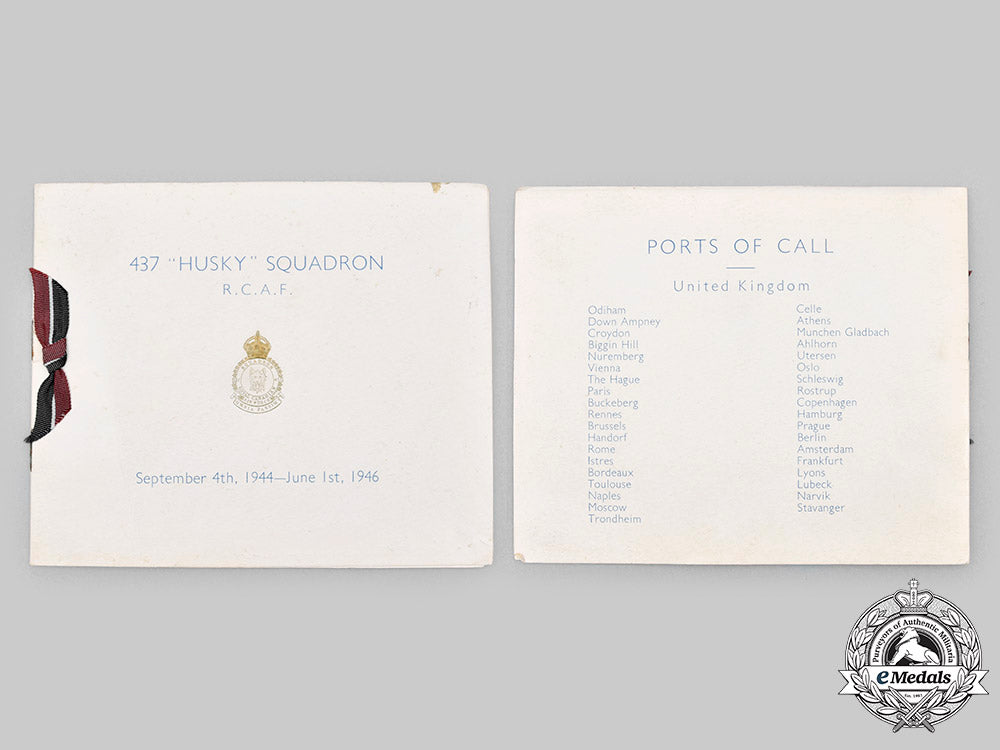 437 "HUSKY" SQUADRON
R.C.A.F.
September 4th, 1944—June 1st, 1946
PORTS OF CALL
United Kingdom
Odiham
Down Ampney
Croydon
Biggin Hill
Nuremberg
Vienna
The Hague
Paris
Buckeberg
Rennes
Brussels
Handorf
Rome
Istres
Bordeaux
Toulouse
Naples
Moscow
Trondheim
Celle
Athens
Munchen Gladbach
Ahlhorn
Utersen
Oslo
Schleswig
Rostrup
Copenhagen
Hamburg
Prague
Berlin
Amsterdam
Frankfurt
Lyons
Lubeck
Narvik
Stavanger
Purveyors of Authentic Militaria
eMedals